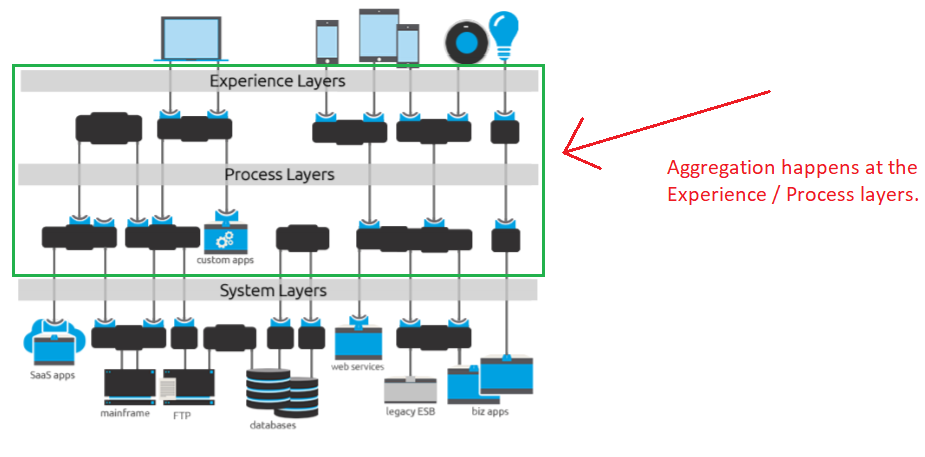 Experience Layers
Aggregation happens at the
Experience / Process layers.
Process Layers
custom apps
System Layers
SaaS apps
mainframe
FTP
databases
web services
legacy ESB
biz apps